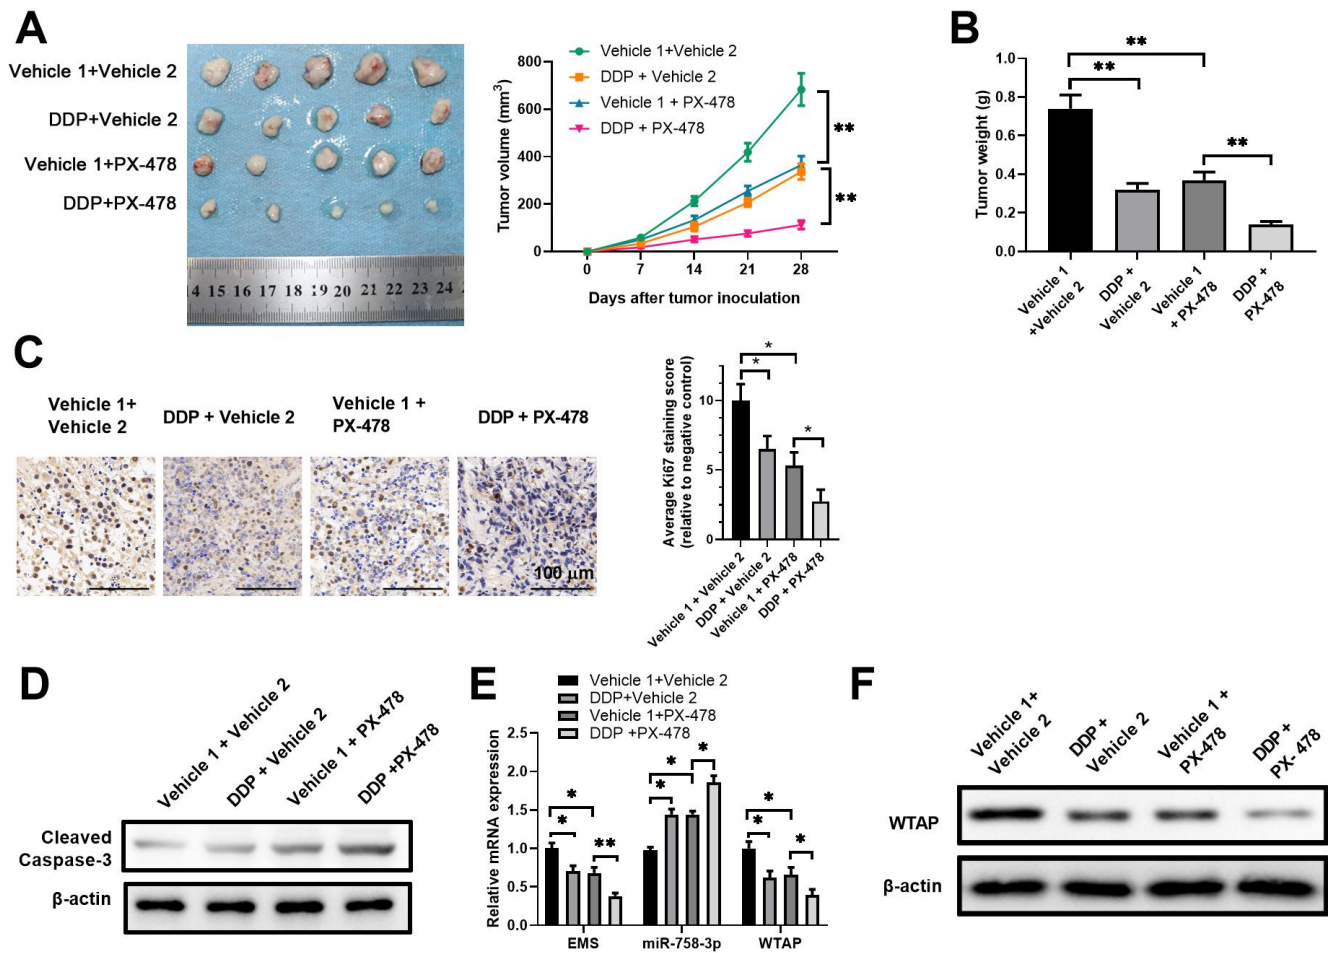 A
Vehicle 1+Vehicle 2
DDP+Vehicle 2
Vehicle 1+PX-478
DDP+PX-478
4 15 16 17 18 19 20 21 22 23 24
Vehicle 1+Vehicle 2
DDP + Vehicle 2
Vehicle 1 + PX-478
DDP + PX-478
Tumor volume (mm3)
800
600
400
200
0
**
**
0 7 14 21 28
Days after tumor inoculation
B
Tumor weight (g)
1.0
0.8
0.6
0.4
0.2
0.0
**
**
**
Vehicle 1
+Vehicle 2
DDP +
Vehicle 2
Vehicle 1
+ PX-478
DDP +
PX-478
C
Vehicle 1+
Vehicle 2
DDP + Vehicle 2
Vehicle 1 +
PX-478
DDP + PX-478
100 μm
Average Ki67 staining score
(relative to negative control)
10
5
0
*
*
*
Vehicle 1 + Vehicle 2
DDP + Vehicle 2
Vehicle 1 + PX-478
DDP + PX-478
D
Vehicle 1 + Vehicle 2
DDP + Vehicle 2
Vehicle 1 + PX-478
DDP +PX-478
Cleaved
Caspase-3
β-actin
E
Vehicle 1+Vehicle 2
DDP+Vehicle 2
Vehicle 1+PX-478
DDP +PX-478
Relative mRNA expression
2.5
2.0
1.5
1.0
0.5
0.0
*
*
**
*
*
*
*
*
*
EMS miR-758-3p WTAP
F
Vehicle 1+
Vehicle 2
DDP +
Vehicle 2
Vehicle 1 +
PX-478
DDP +
PX- 478
WTAP
β-actin